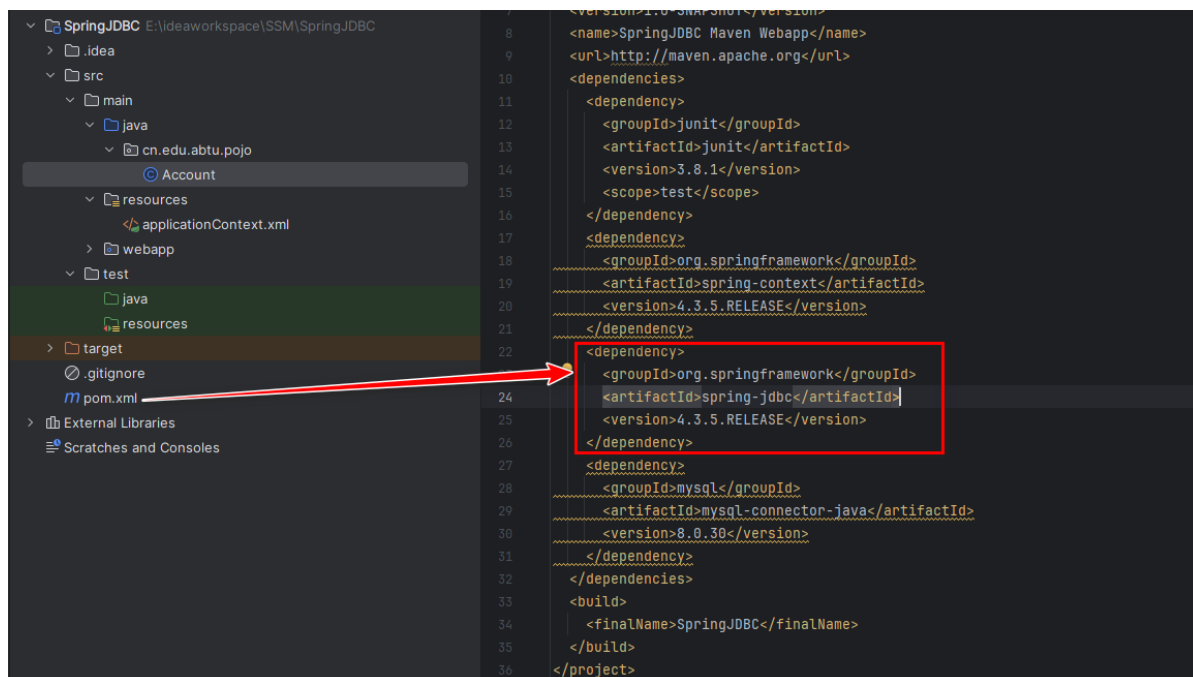 SpringJDBC E:\ideaworkspace\SSM\SpringJDBC
.idea
src
main
java
cn.edu.abtu.pojo
Account
resources
applicationContext.xml
webapp
test
java
resources
target
.gitignore
pom.xml
External Libraries
Scratches and Consoles
7 <version>1.0-SNAPSHOT</version>
8 <name>SpringJDBC Maven Webapp</name>
9 <url>http://maven.apache.org</url>
10 <dependencies>
11 <dependency>
12 <groupId>junit</groupId>
13 <artifactId>junit</artifactId>
14 <version>3.8.1</version>
15 <scope>test</scope>
16 </dependency>
17 <dependency>
18 <groupId>org.springframework</groupId>
19 <artifactId>spring-context</artifactId>
20 <version>4.3.5.RELEASE</version>
21 </dependency>
22 <dependency>
<groupId>org.springframework</groupId>
24 <artifactId>spring-jdbc</artifactId>
25 <version>4.3.5.RELEASE</version>
26 </dependency>
27 <dependency>
28 <groupId>mysql</groupId>
29 <artifactId>mysql-connector-java</artifactId>
30 <version>8.0.30</version>
31 </dependency>
32 </dependencies>
33 <build>
34 <finalName>SpringJDBC</finalName>
35 </build>
36 </project>